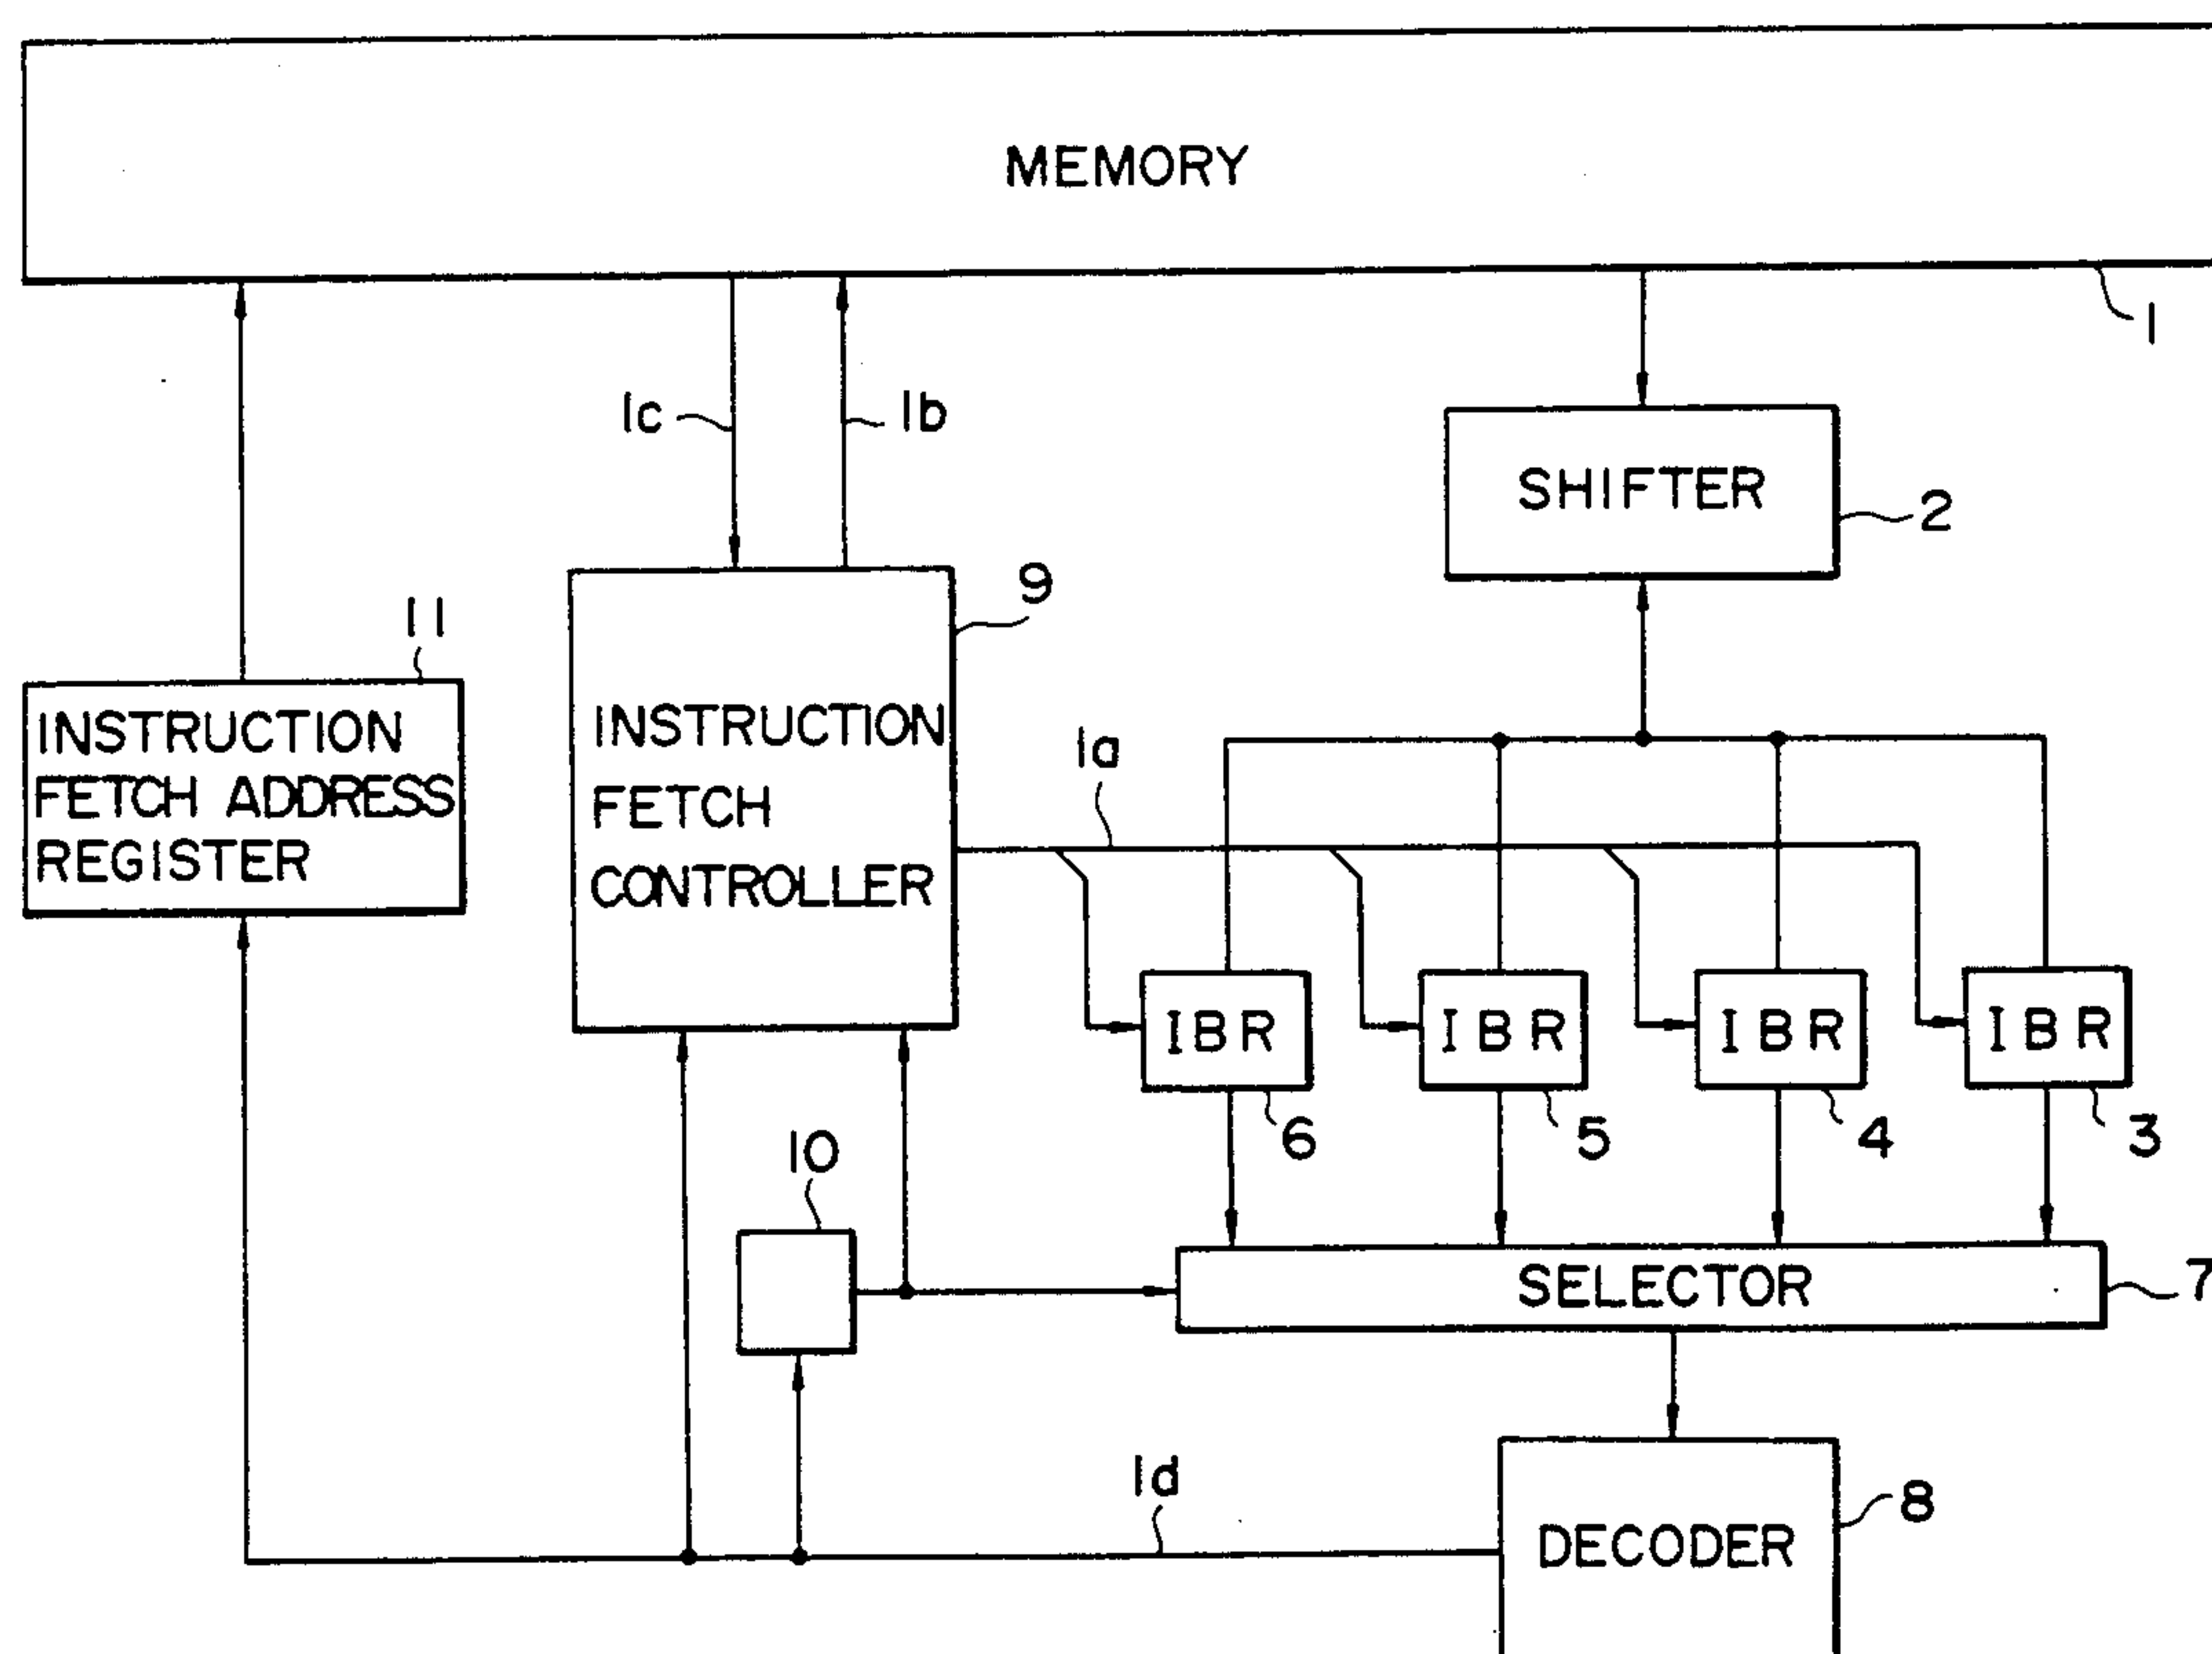 MEMORY
1
1c
1b
SHIFTER
2
9
11
INSTRUCTION
FETCH ADDRESS
REGISTER
INSTRUCTION
FETCH
CONTROLLER
1a
IBR
IBR
IBR
IBR
6
5
4
3
10
SELECTOR
7
1d
DECODER
8